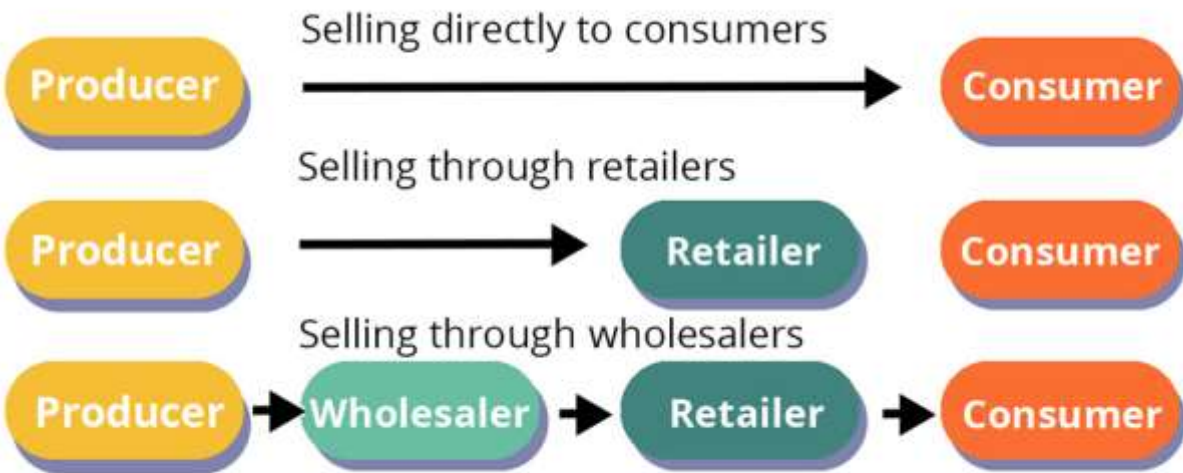 Selling directly to consumers
Producer Consumer
Selling through retailers
Producer Retailer Consumer
Selling through wholesalers
Producer Wholesaler Retailer Consumer